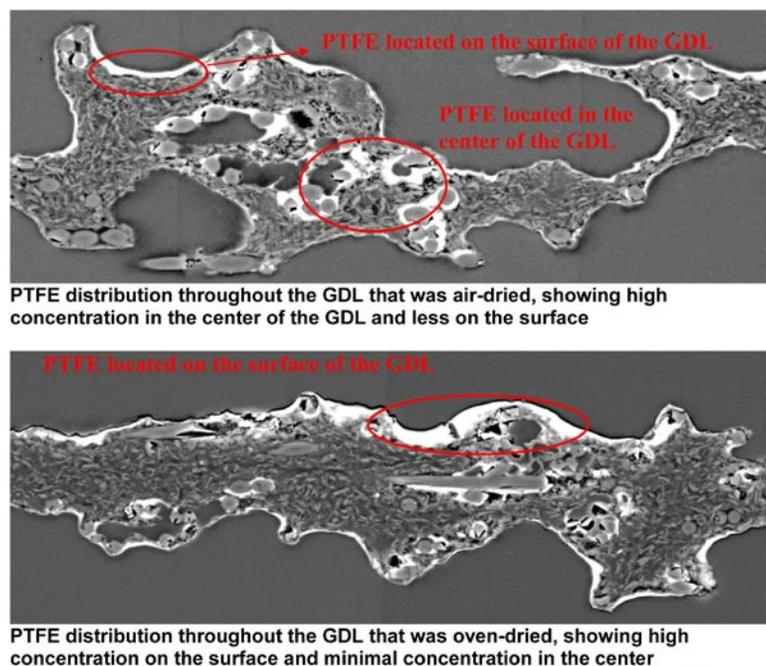 PTFE located on the surface of the GDL
PTFE located in the
center of the GDL
PTFE distribution throughout the GDL that was air-dried, showing high
concentration in the center of the GDL and less on the surface
PTFE located on the surface of the GDL
PTFE distribution throughout the GDL that was oven-dried, showing high
concentration on the surface and minimal concentration in the center